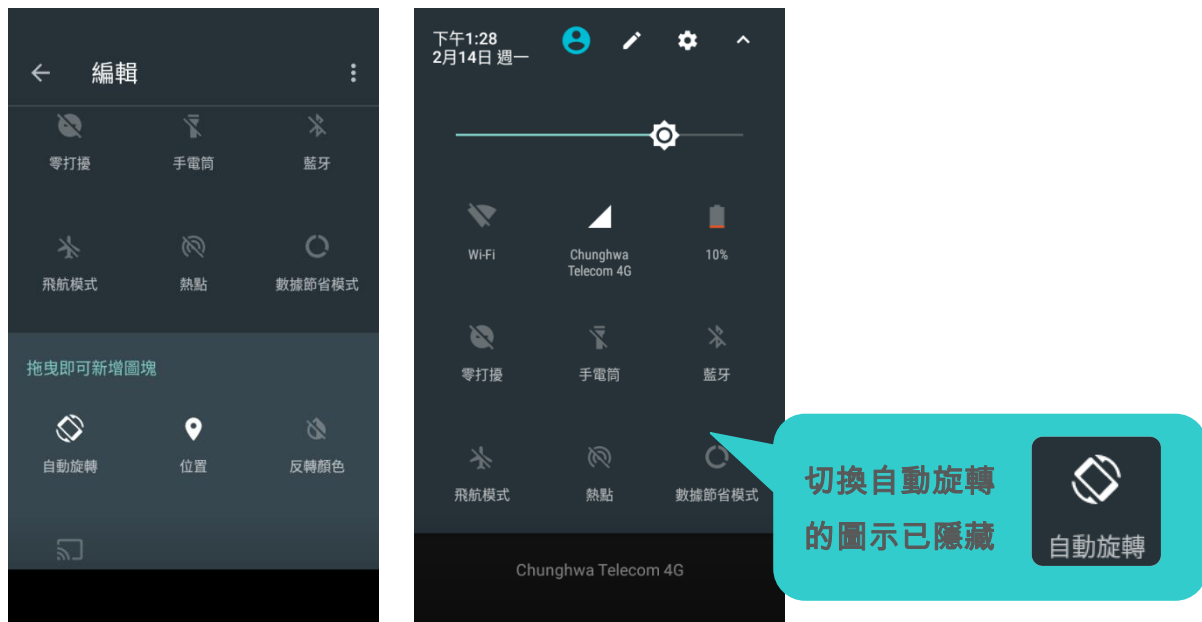 編輯
零打擾
手電筒
藍牙
飛航模式
熱點
數據節省模式
拖曳即可新增圖塊
自動旋轉
位置
反轉顏色
下午1:28
2月14日 週一
Wi-Fi
Chunghwa
Telecom 4G
10%
零打擾
手電筒
藍牙
飛航模式
熱點
數據節省模式
Chunghwa Telecom 4G
切換自動旋轉
的圖示已隱藏
自動旋轉